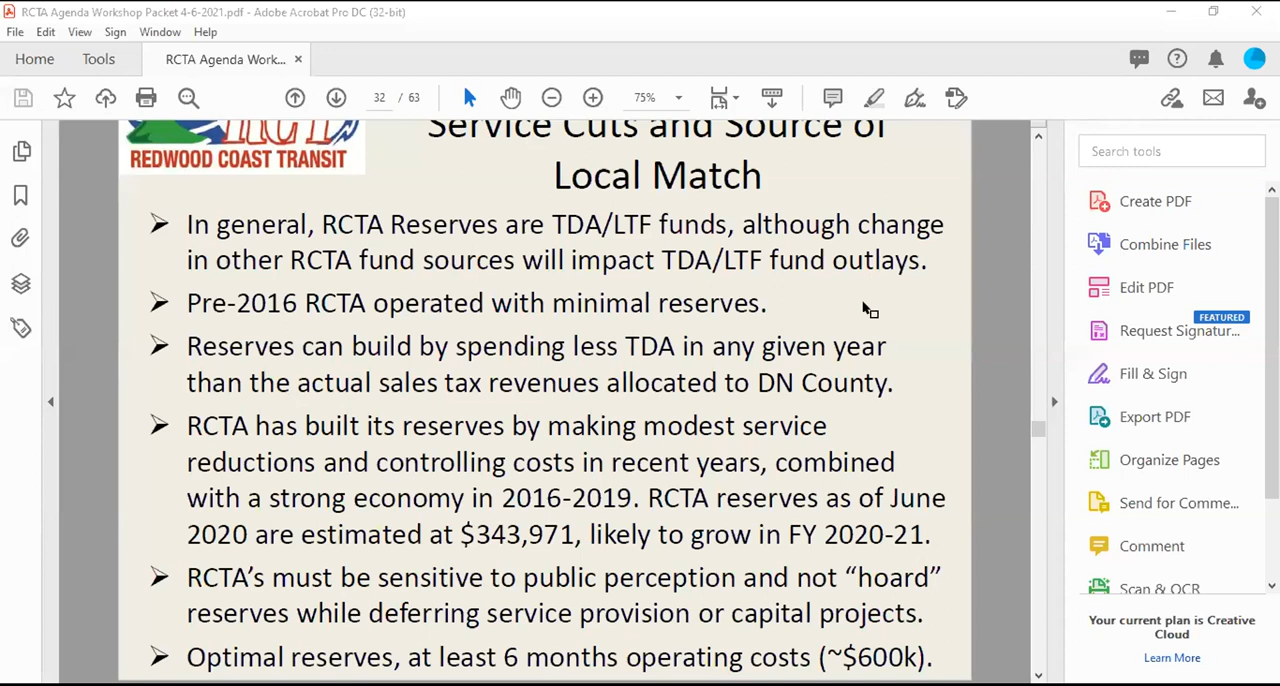 RCTA Agenda Workshop Packet 4-6-2021.pdf - Adobe Acrobat Pro DC (32-bit)
File Edit View Sign Window Help
Home Tools RCTA Agenda Work... ×
32 / 63 75%
REDWOOD COAST TRANSIT
Service Cuts and Source of
Local Match
➢ In general, RCTA Reserves are TDA/LTF funds, although change
in other RCTA fund sources will impact TDA/LTF fund outlays.
➢ Pre-2016 RCTA operated with minimal reserves.
➢ Reserves can build by spending less TDA in any given year
than the actual sales tax revenues allocated to DN County.
➢ RCTA has built its reserves by making modest service
reductions and controlling costs in recent years, combined
with a strong economy in 2016-2019. RCTA reserves as of June
2020 are estimated at $343,971, likely to grow in FY 2020-21.
➢ RCTA's must be sensitive to public perception and not “hoard”
reserves while deferring service provision or capital projects.
➢ Optimal reserves, at least 6 months operating costs (~$600k).
Search tools
Create PDF
Combine Files
Edit PDF
FEATURED
Request Signatur...
Fill & Sign
Export PDF
Organize Pages
Send for Comme...
Comment
Scan & OCR
Your current plan is Creative
Cloud
Learn More